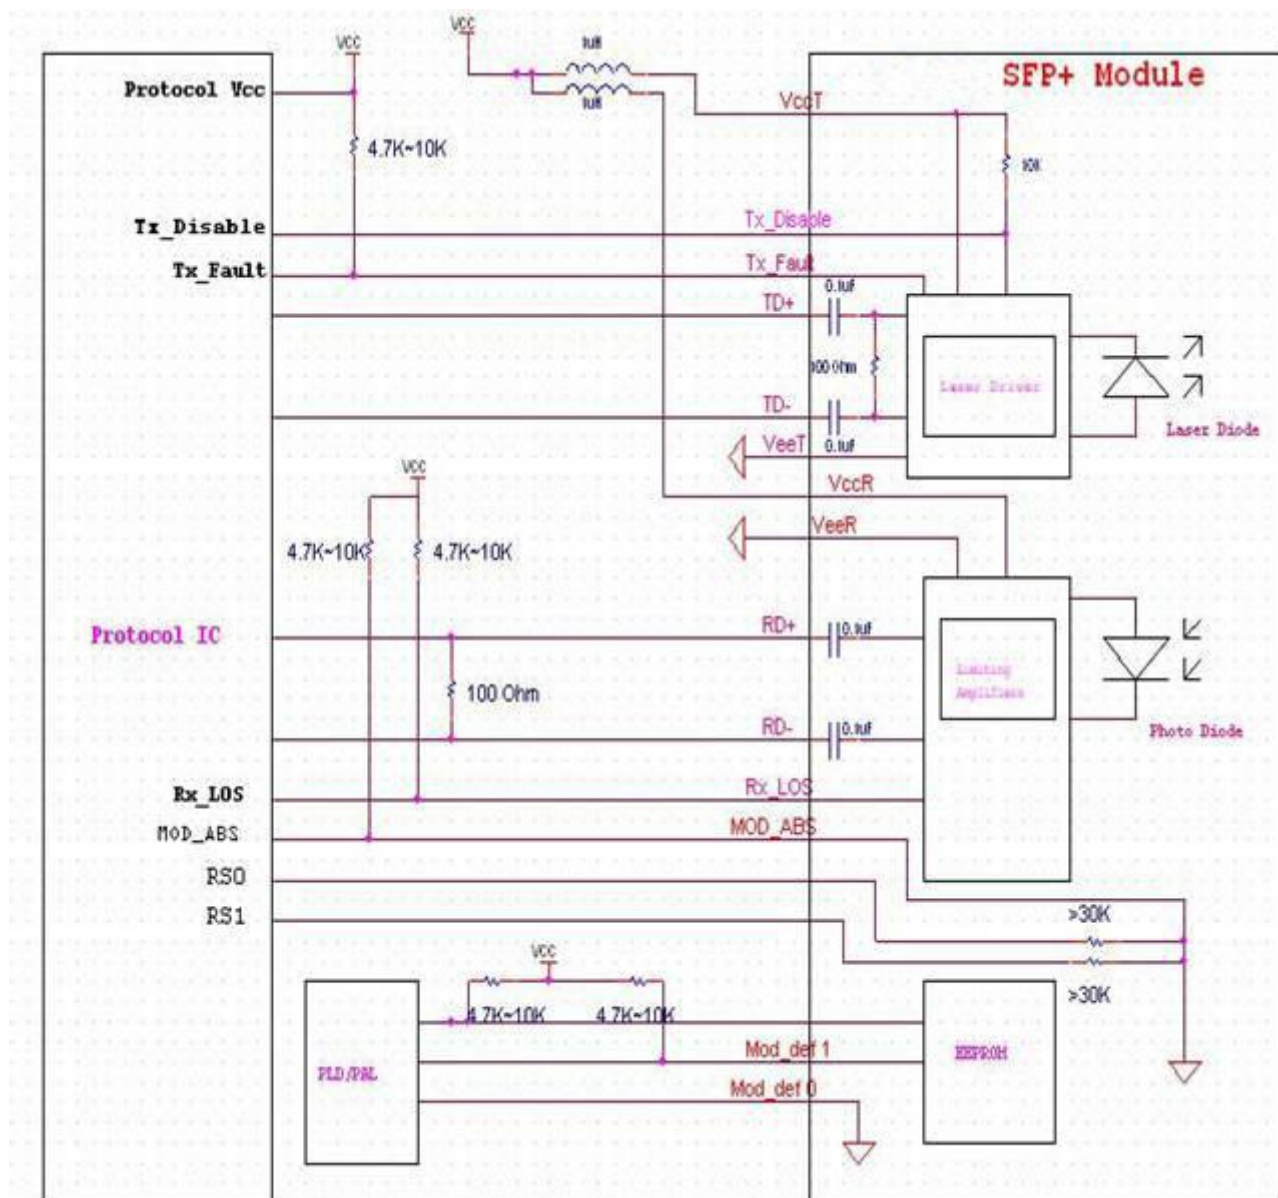 VCC
VCC
1uH
1uH
SFP+ Module
Protocol Vcc
VccT
4.7K~10K
10K
Tx_Disable
Tx_Disable
Tx_Fault
Tx_Fault
0.1uf
TD+
100 Ohm
Laser Driver
TD-
Laser Diode
VeeT
0.1uf
VCC
VccR
VeeR
4.7K~10K
4.7K~10K
Protocol IC
RD+
0.1uf
Limiting
Amplifiers
100 Ohm
RD-
0.1uf
Photo Diode
Rx_LOS
Rx_LOS
MOD_ABS
MOD_ABS
RS0
RS1
>30K
VCC
>30K
4.7K~10K
4.7K~10K
Mod_def 1
EEPROM
PLD/PAL
Mod_def 0